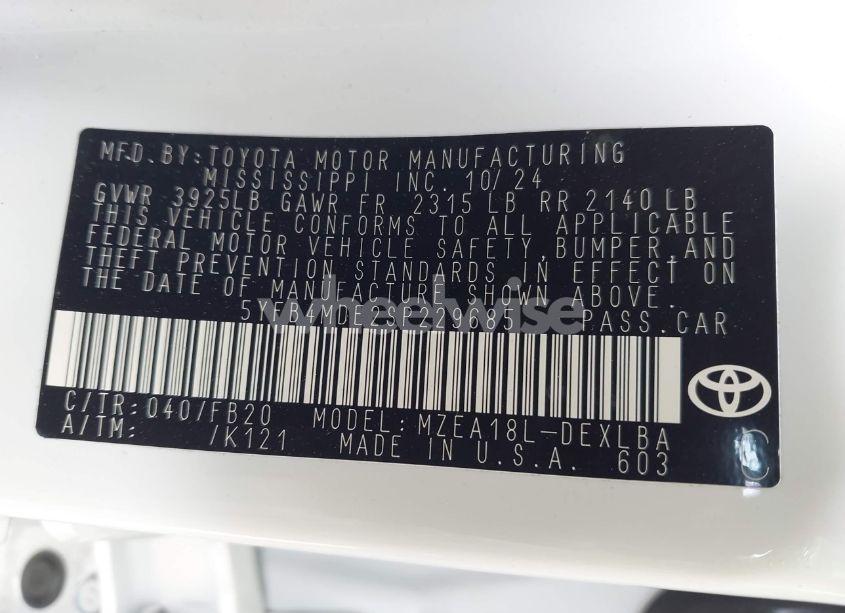 MFD.BY:TOYOTA MOTOR MANUFACTURING
MISSISSIPPI INC. 10/24
GVWR 3925LB GAWR FR 2315 LB RR 2140 LB
THIS VEHICLE CONFORMS TO ALL APPLICABLE
FEDERAL MOTOR VEHICLE SAFETY,BUMPER,AND
THEFT PREVENTION STANDARDS IN EFFECT ON
THE DATE OF MANUFACTURE SHOWN ABOVE.
wheelwise
PASS.CAR
C/TR:040/FB20 MODEL:MZEA18L-DEXLBA
A/TM: /K121 MADE IN U.S.A. 603
C